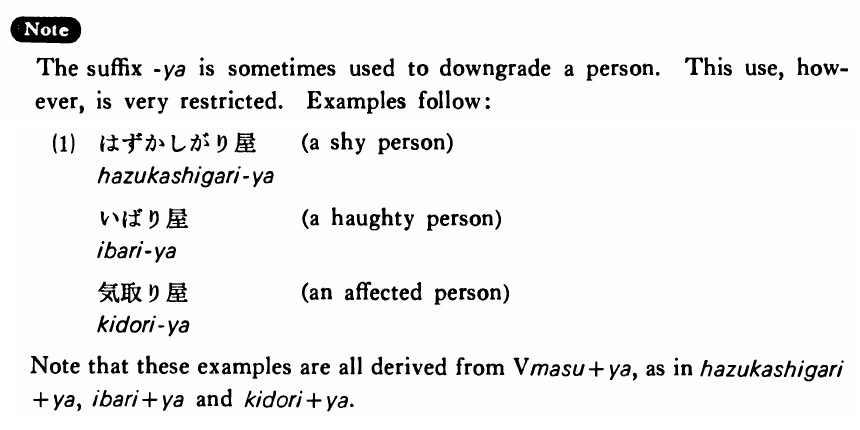 Note
The suffix -ya is sometimes used to downgrade a person. This use, how-
ever, is very restricted. Examples follow:
(1) はずかしがり屋 (a shy person)
hazukashigari-ya
いばり屋 (a haughty person)
ibari-ya
気取り屋 (an affected person)
kidori-ya
Note that these examples are all derived from Vmasu+ya, as in hazukashigari
+ya, ibari+ya and kidori+ya.